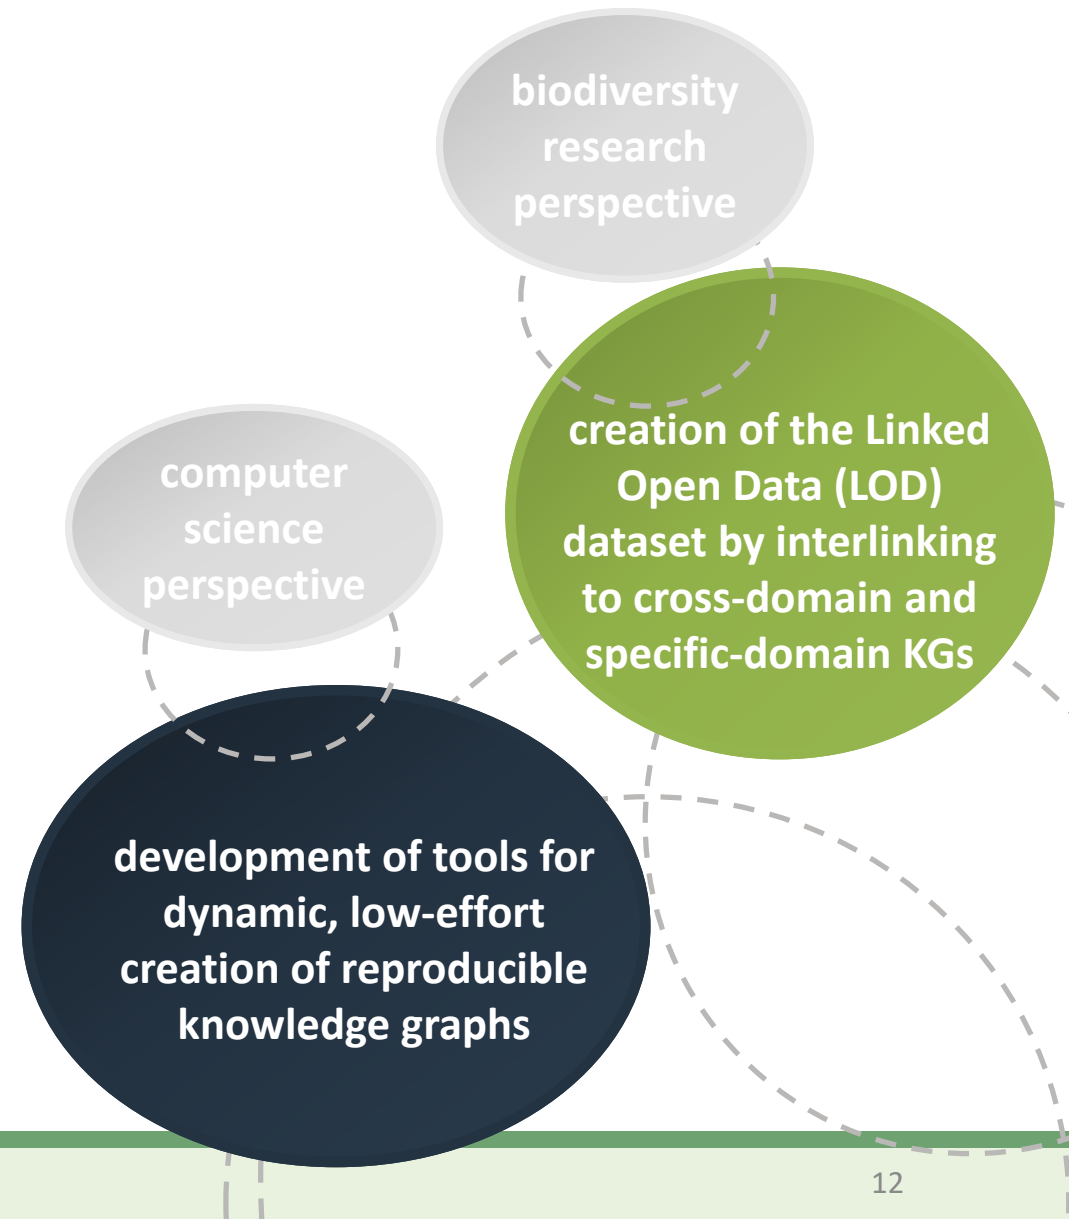 biodiversity
research
perspective
creation of the Linked
Open Data (LOD)
dataset by interlinking
to cross-domain and
specific-domain KGs
computer
science
perspective
development of tools for
dynamic, low-effort
creation of reproducible
knowledge graphs
12